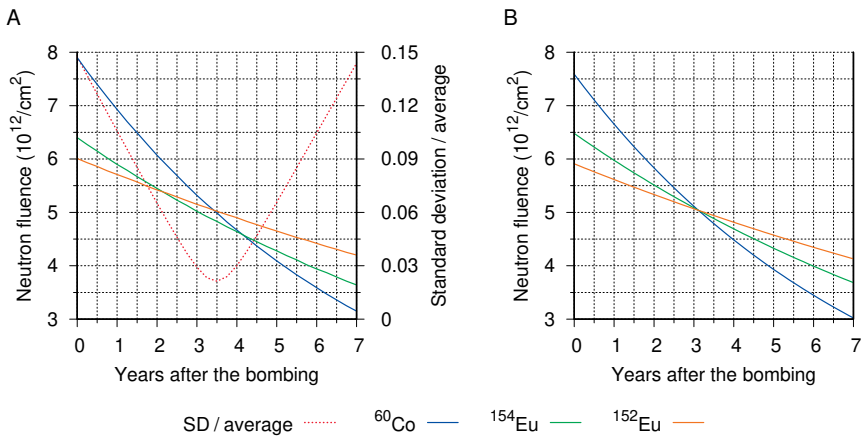 A
B
8
7
6
5
4
3
0.15
0.12
0.09
0.06
0.03
0
Neutron fluence (10¹²/cm²)
Standard deviation / average
0 1 2 3 4 5 6 7
Years after the bombing
8
7
6
5
4
3
Neutron fluence (10¹²/cm²)
0 1 2 3 4 5 6 7
Years after the bombing
SD / average ⁶⁰Co ¹⁵⁴Eu ¹⁵²Eu